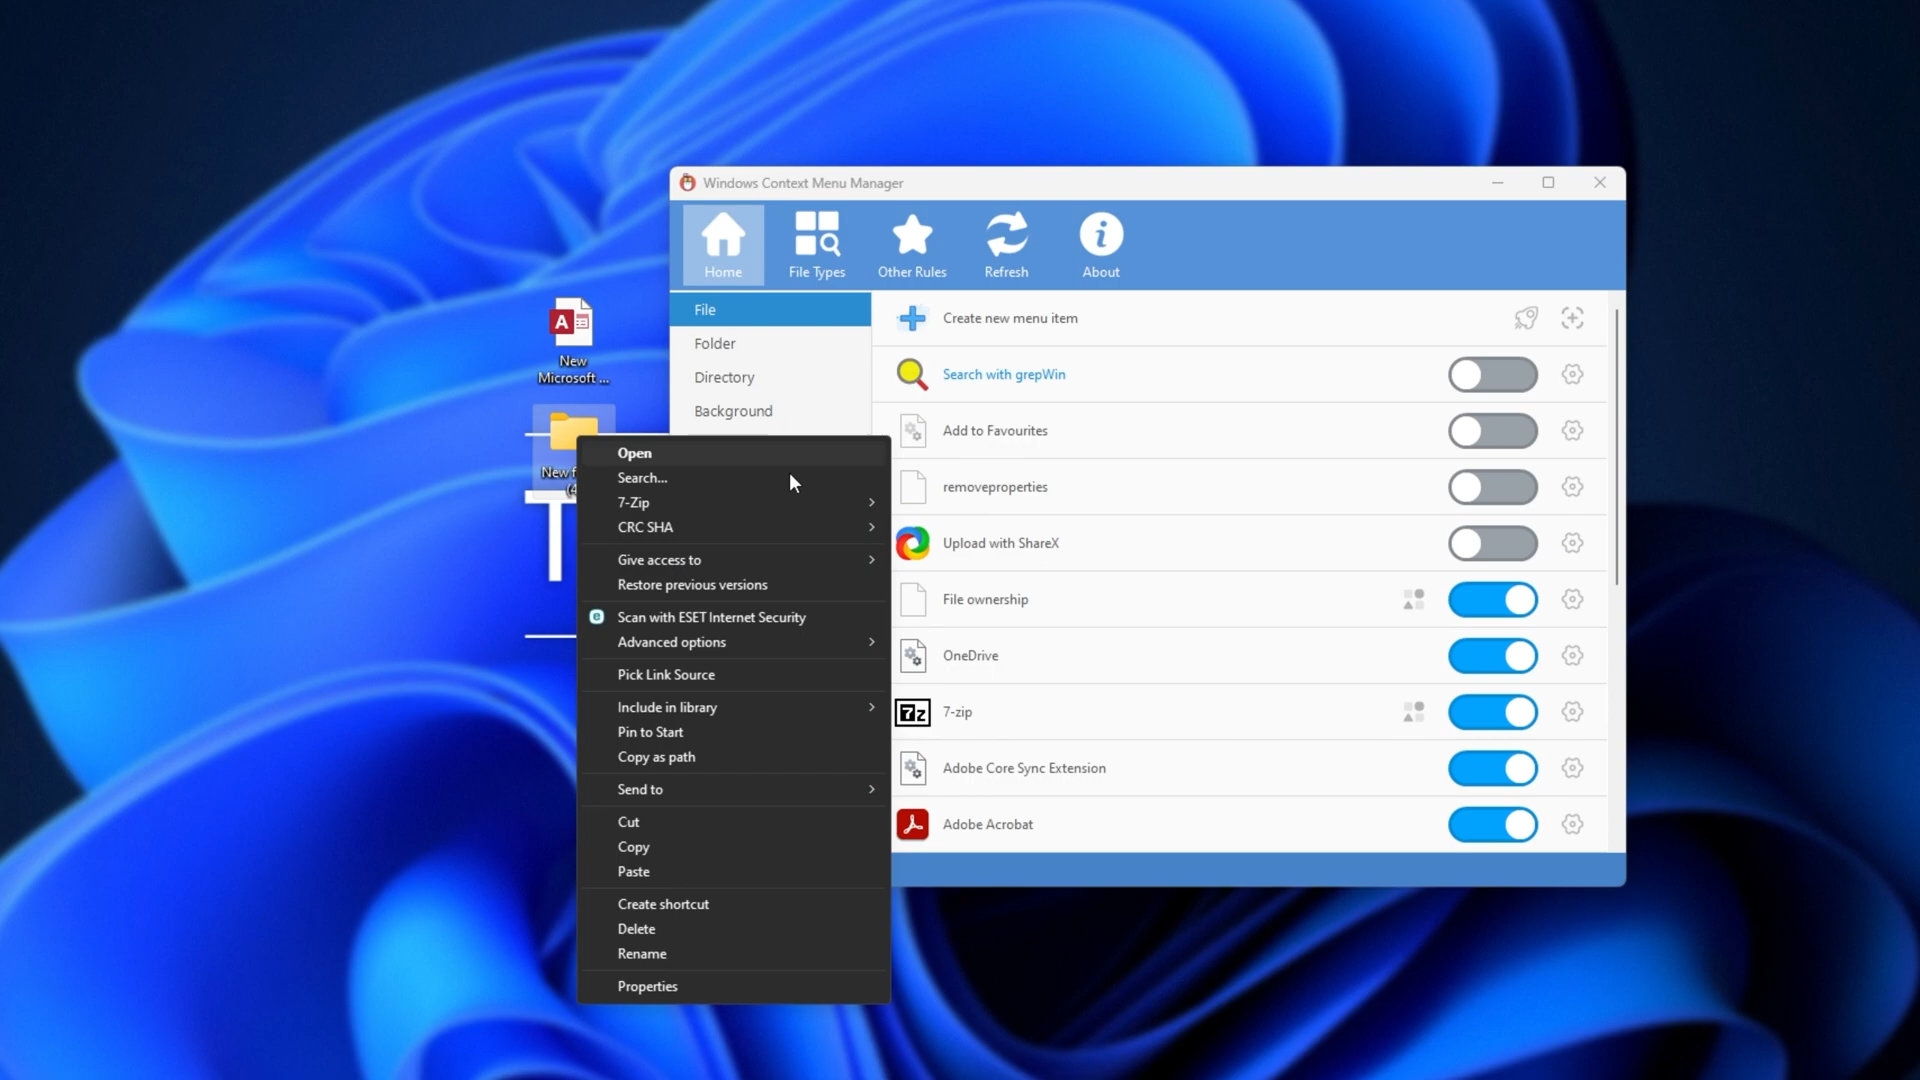 Windows Context Menu Manager
Home
File Types
Other Rules
Refresh
About
File
Folder
Directory
Background
Create new menu item
Search with grepWin
Add to Favourites
removeproperties
Upload with ShareX
File ownership
OneDrive
7z
7-zip
Adobe Core Sync Extension
Adobe Acrobat
A
New
Microsoft ...
New f
(4
T
Open
Search...
7-Zip
CRC SHA
Give access to
Restore previous versions
e
Scan with ESET Internet Security
Advanced options
Pick Link Source
Include in library
Pin to Start
Copy as path
Send to
Cut
Copy
Paste
Create shortcut
Delete
Rename
Properties